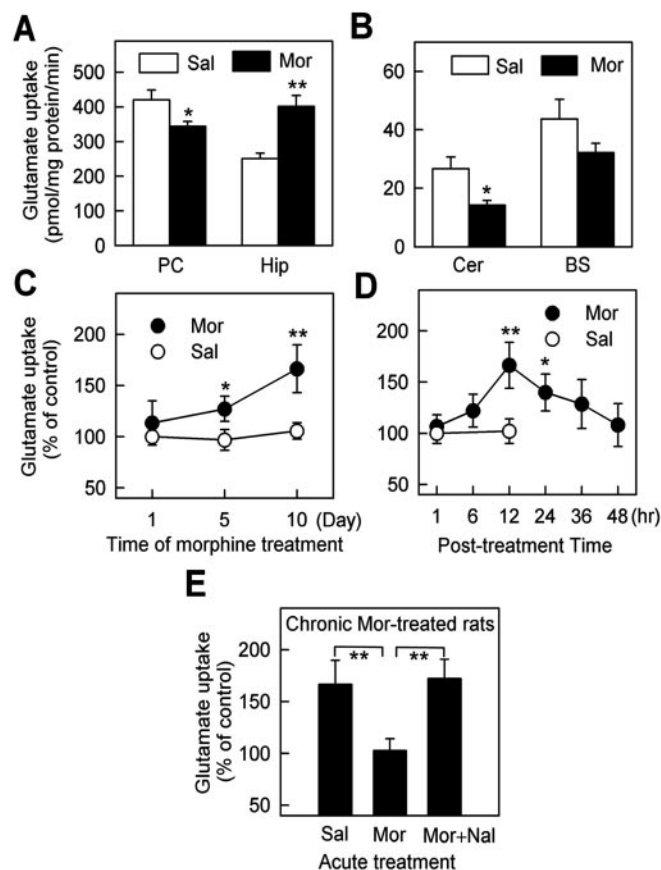 A
Glutamate uptake
(pmol/mg protein/min)
500
400
300
200
100
0
Sal Mor
*
**
PC Hip
B
60
40
20
0
Sal Mor
*
Cer BS
C
Glutamate uptake
(% of control)
200
150
100
50
Mor
Sal
*
**
1 5 10 (Day)
Time of morphine treatment
D
200
150
100
50
Mor
Sal
**
*
1 6 12 24 36 48 (hr)
Post-treatment Time
E
Glutamate uptake
(% of control)
200
150
100
50
Chronic Mor-treated rats
** **
Sal Mor Mor+Nal
Acute treatment